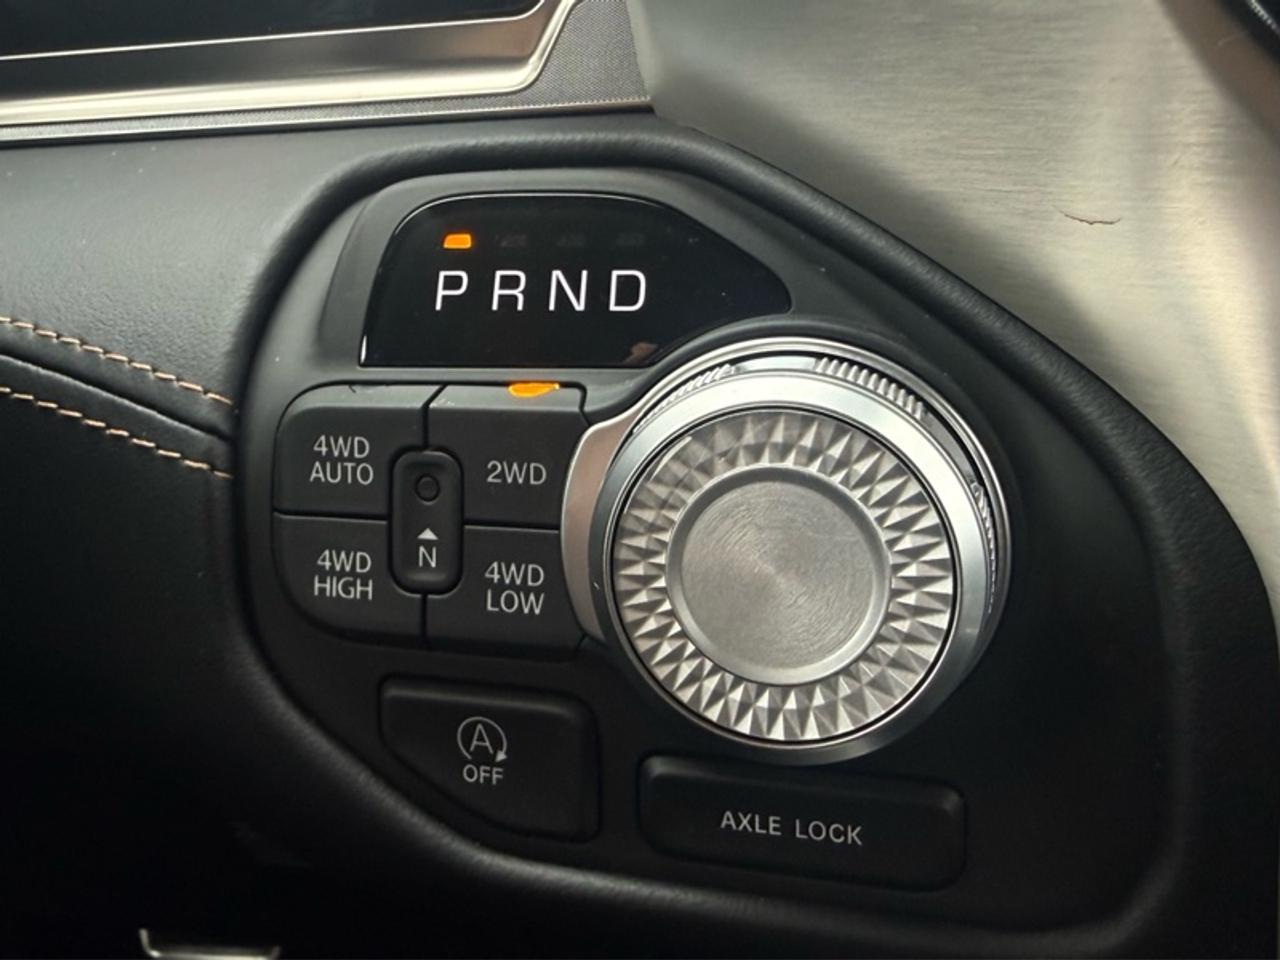 P R N D
4WD
AUTO
2WD
N
4WD
HIGH
4WD
LOW
A
OFF
AXLE LOCK